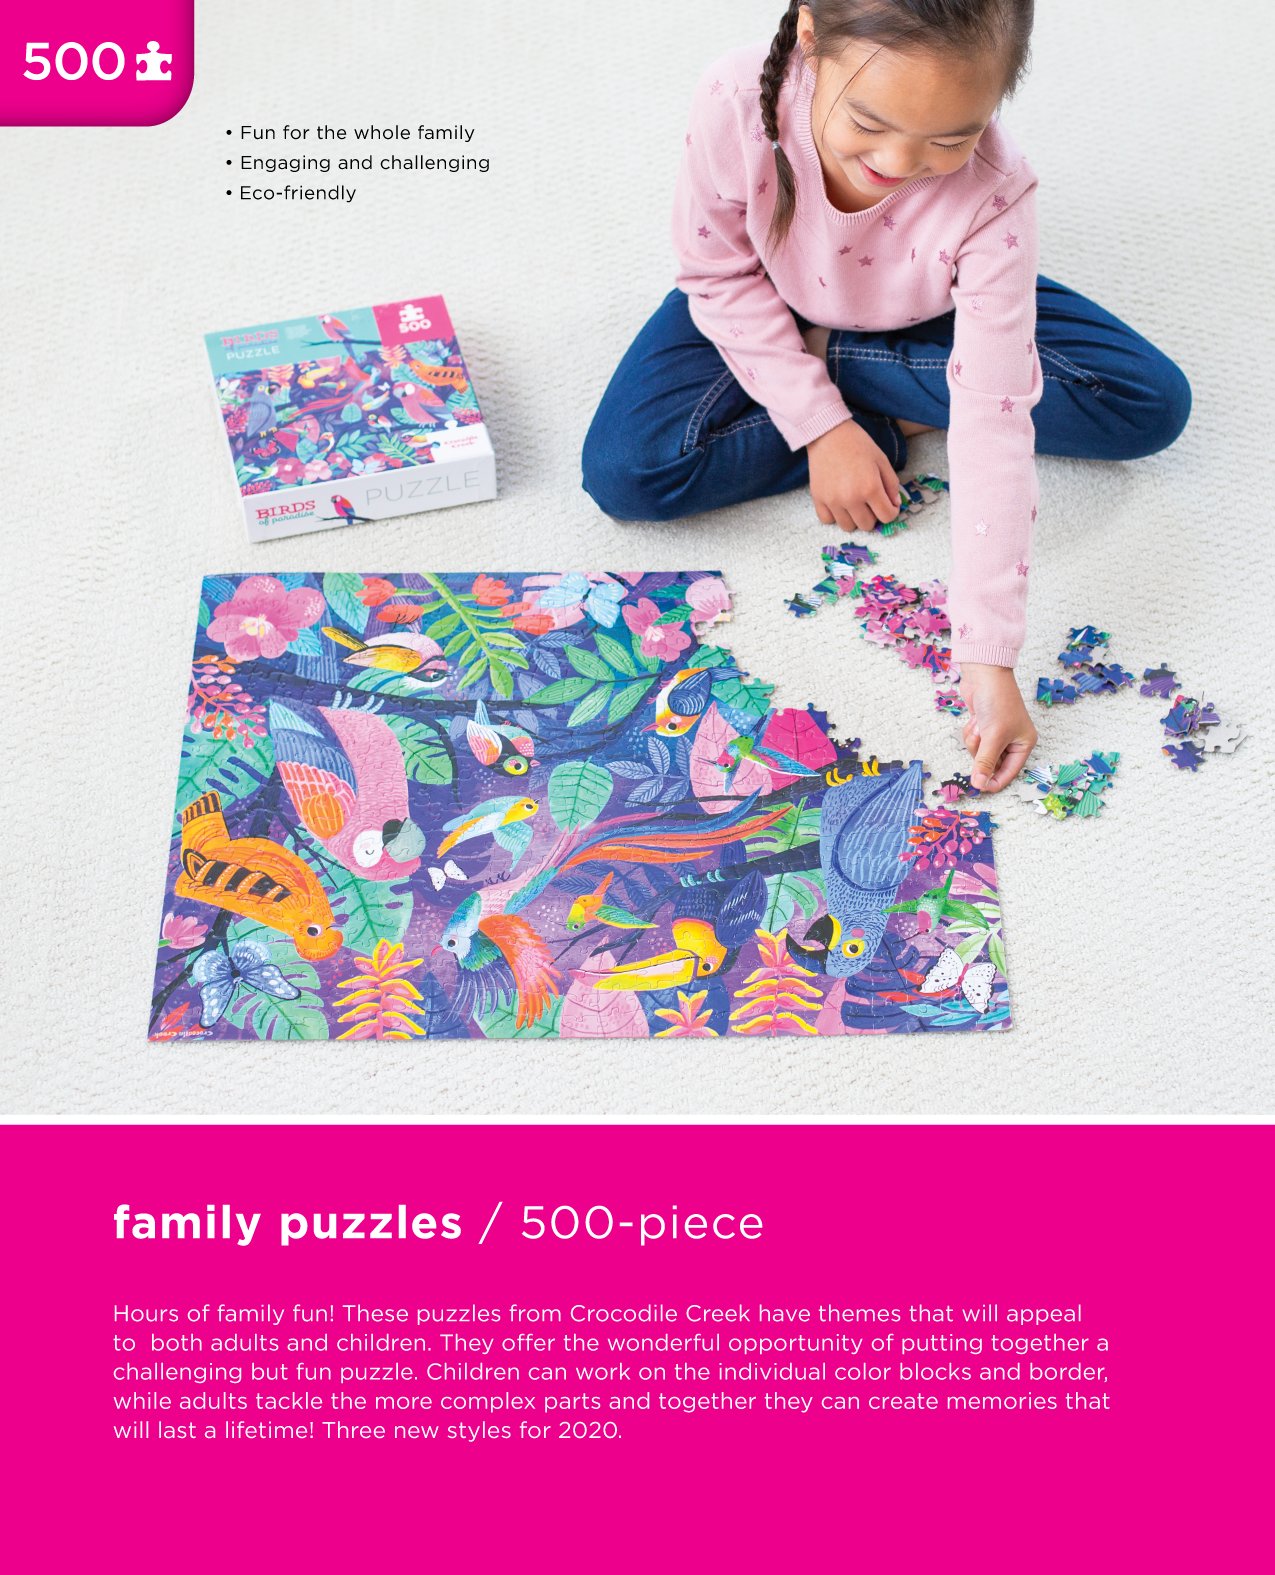 500
• Fun for the whole family
• Engaging and challenging
• Eco-friendly
BIRDS
PUZZLE
500
Crocodile
Creek
BIRDS
of paradise
PUZZLE
Crocodile Creek
family puzzles / 500-piece
Hours of family fun! These puzzles from Crocodile Creek have themes that will appeal
to  both adults and children. They offer the wonderful opportunity of putting together a
challenging but fun puzzle. Children can work on the individual color blocks and border,
while adults tackle the more complex parts and together they can create memories that
will last a lifetime! Three new styles for 2020.